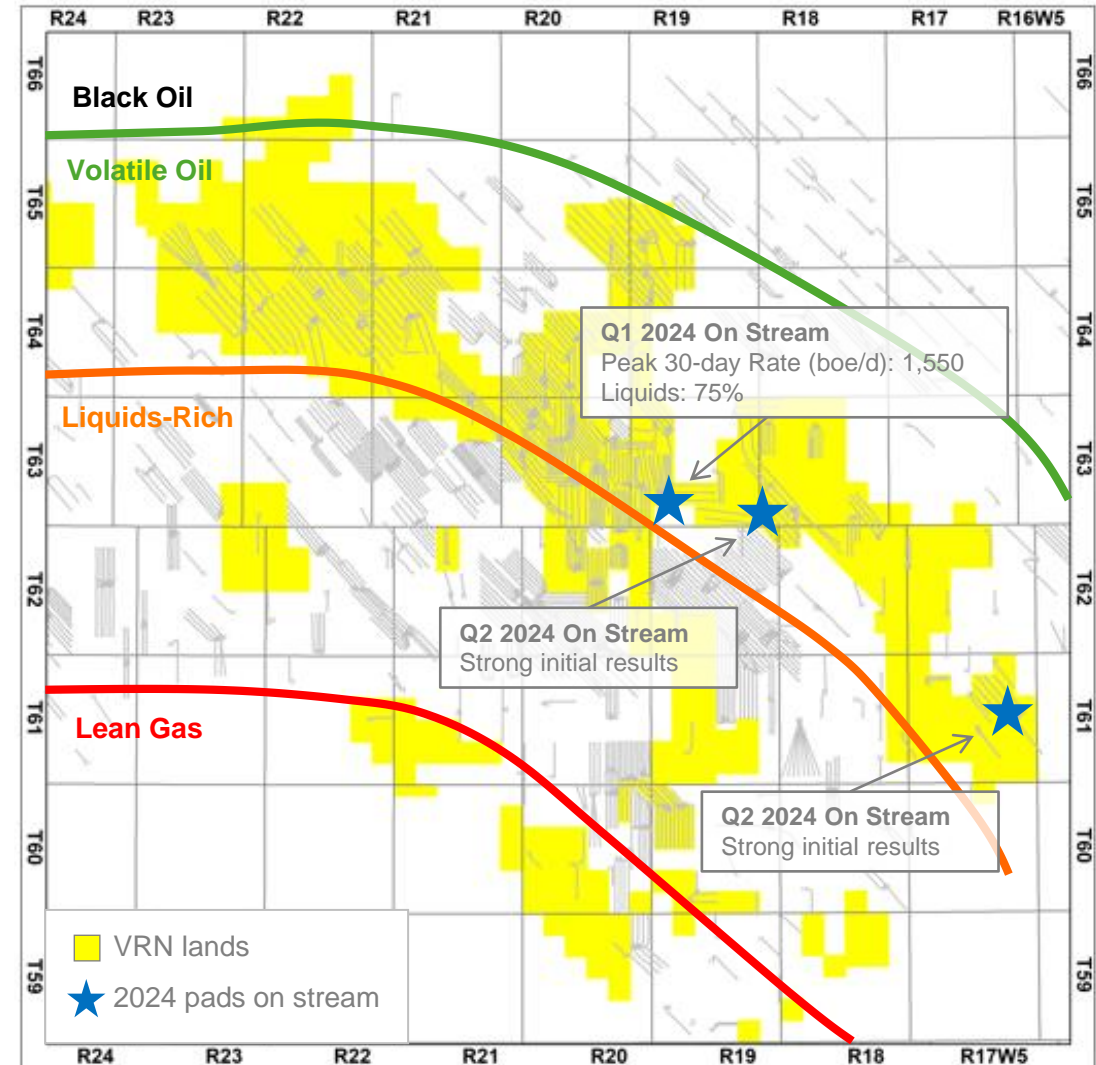 R24 R23 R22 R21 R20 R19 R18 R17 R16W5
T66 T66
Black Oil
Volatile Oil
T65 T65
T64 T64
Q1 2024 On Stream
Peak 30-day Rate (boe/d): 1,550
Liquids: 75%
Liquids-Rich
T63 T63
T62 T62
Q2 2024 On Stream
Strong initial results
T61 T61
Lean Gas
Q2 2024 On Stream
Strong initial results
T60 T60
VRN lands
2024 pads on stream
T59 T59
R24 R23 R22 R21 R20 R19 R18 R17W5